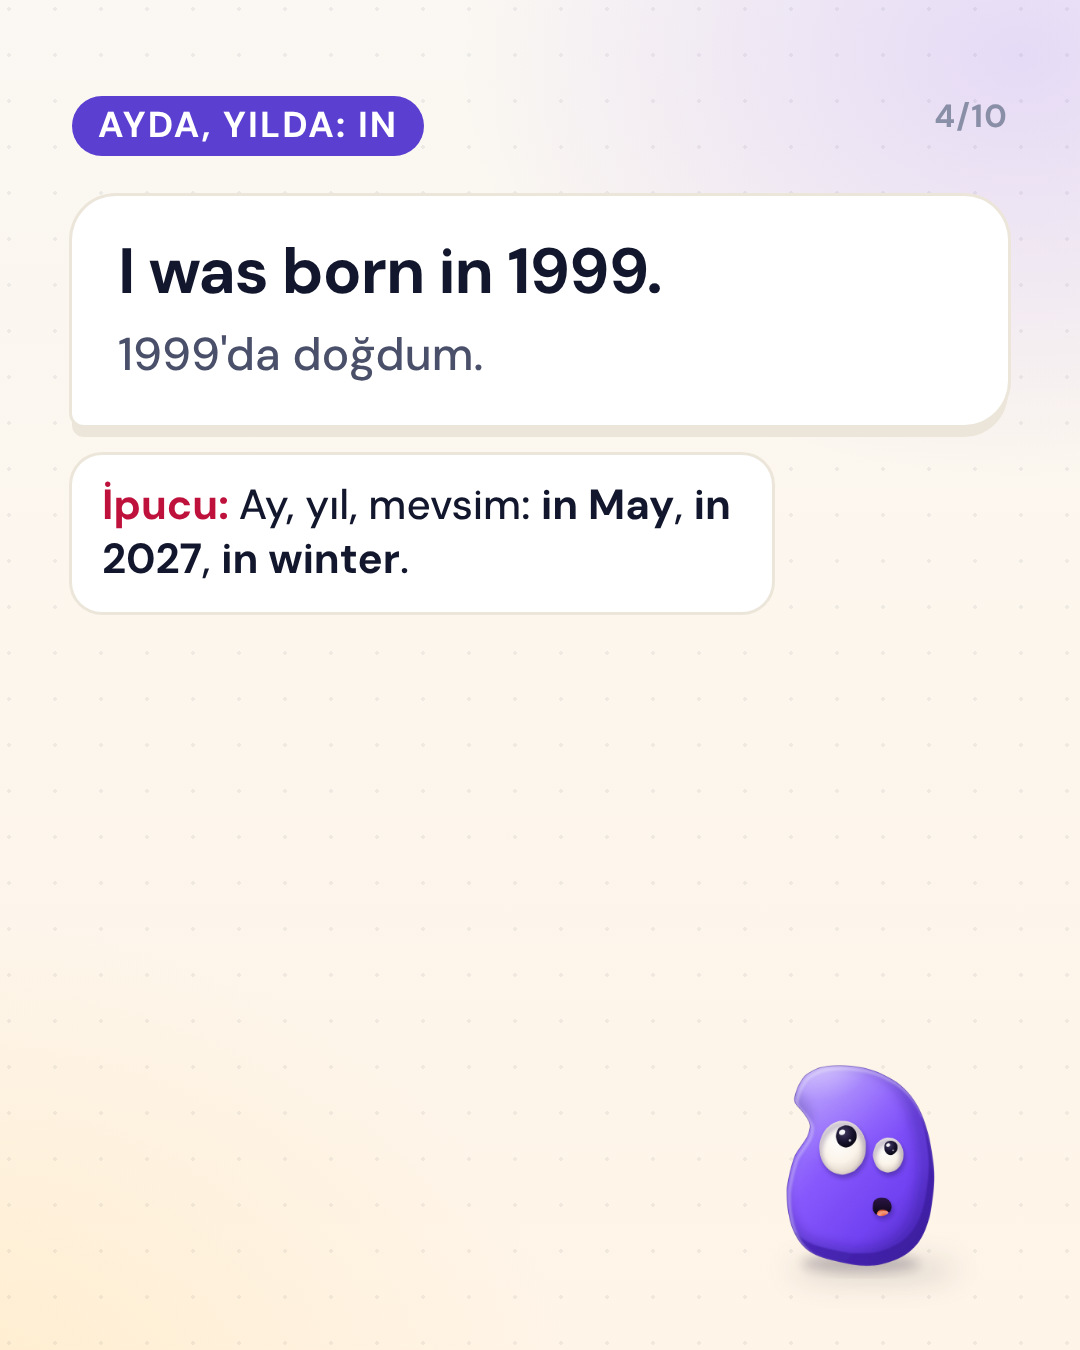 AYDA, YILDA: IN
4/10
I was born in 1999.
1999'da doğdum.
İpucu: Ay, yıl, mevsim: in May, in
2027, in winter.